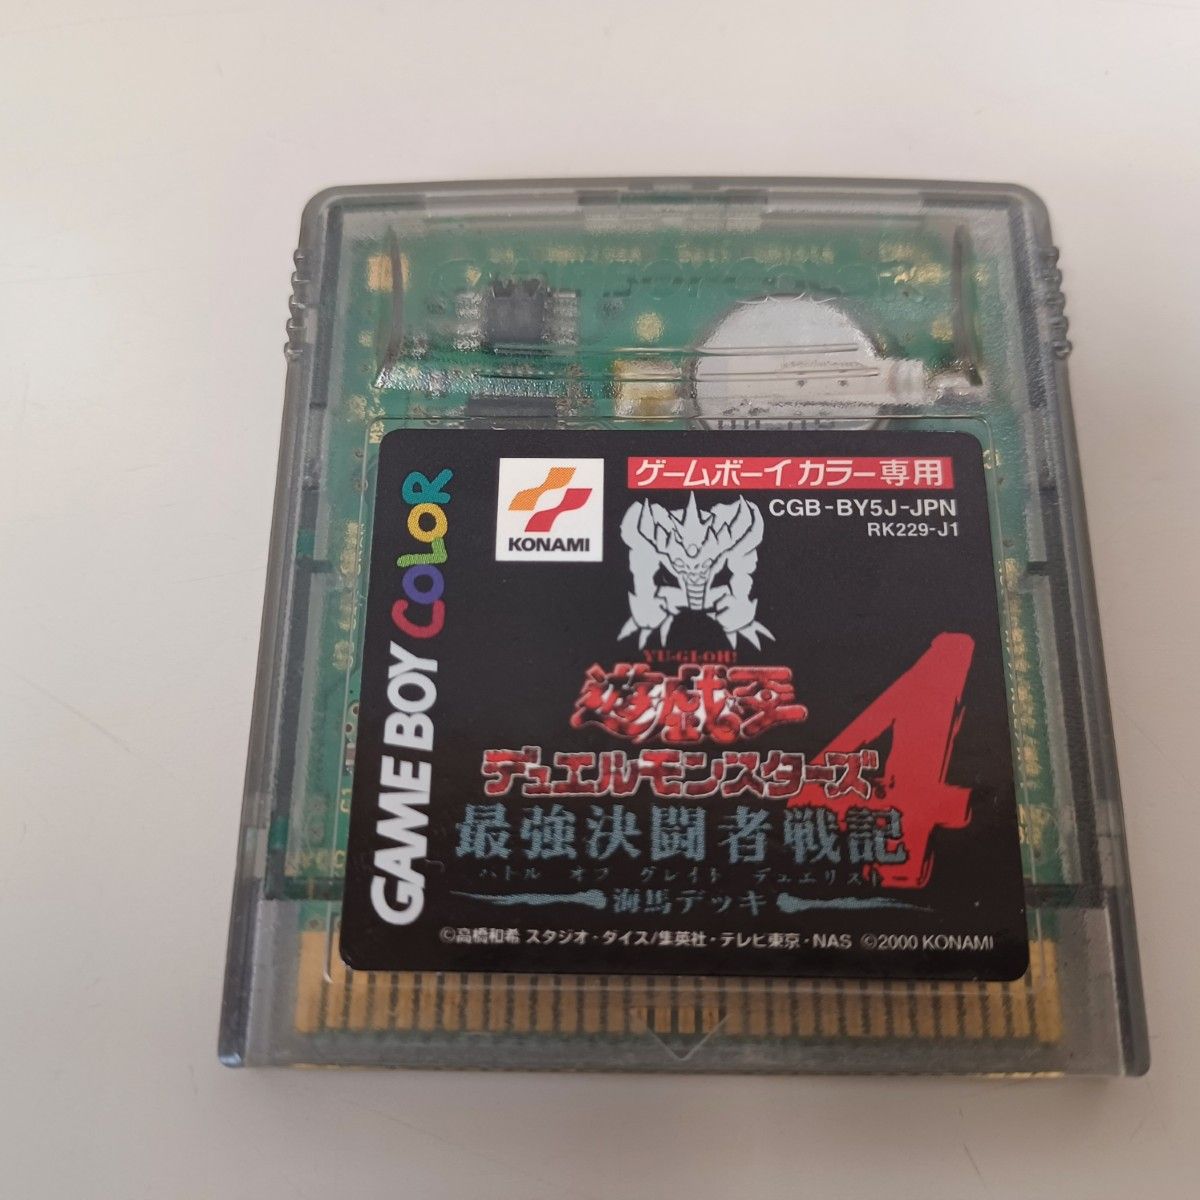 ゲームボーイカラー専用
KONAMI
CGB-BY5J-JPN
RK229-J1
GAME BOY COLOR
YU-GI-OH!
遊戯王
デュエルモンスターズ 4
最強決闘者戦記
バトル オブ グレイト デュエリスト
海馬デッキ
©高橋和希 スタジオ・ダイス/集英社・テレビ東京・NAS ©2000 KONAMI